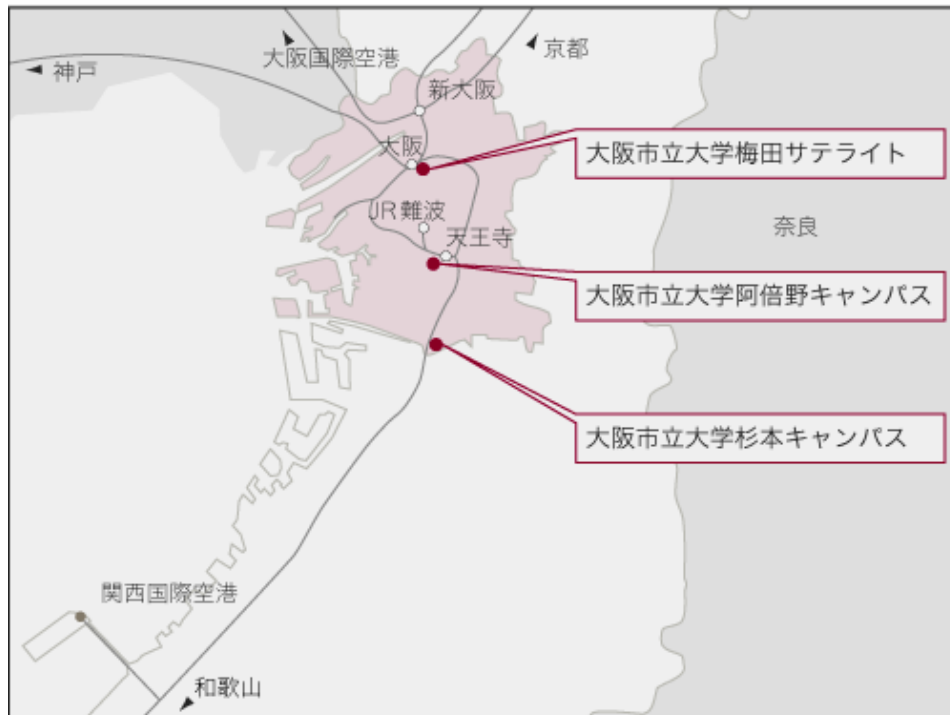 京都
大阪国際空港
神戸
新大阪
大阪
大阪市立大学梅田サテライト
JR難波
奈良
天王寺
大阪市立大学阿倍野キャンパス
大阪市立大学杉本キャンパス
関西国際空港
和歌山